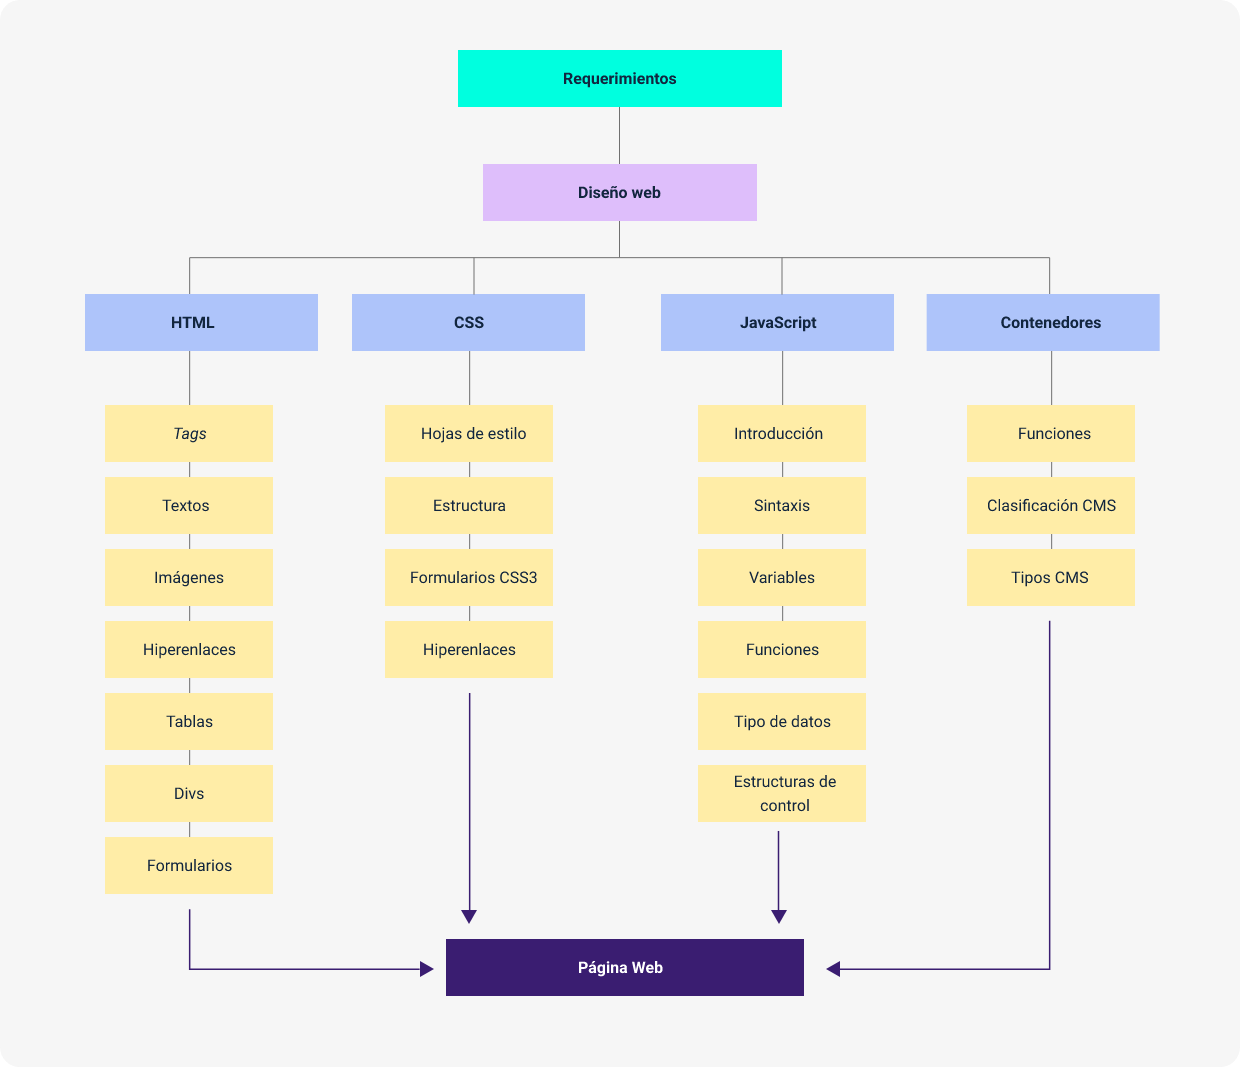 Requerimientos
Diseño web
HTML
CSS
JavaScript
Contenedores
Tags
Textos
Imágenes
Hiperenlaces
Tablas
Divs
Formularios
Hojas de estilo
Estructura
Formularios CSS3
Hiperenlaces
Introducción
Sintaxis
Variables
Funciones
Tipo de datos
Estructuras de
control
Funciones
Clasificación CMS
Tipos CMS
Página Web